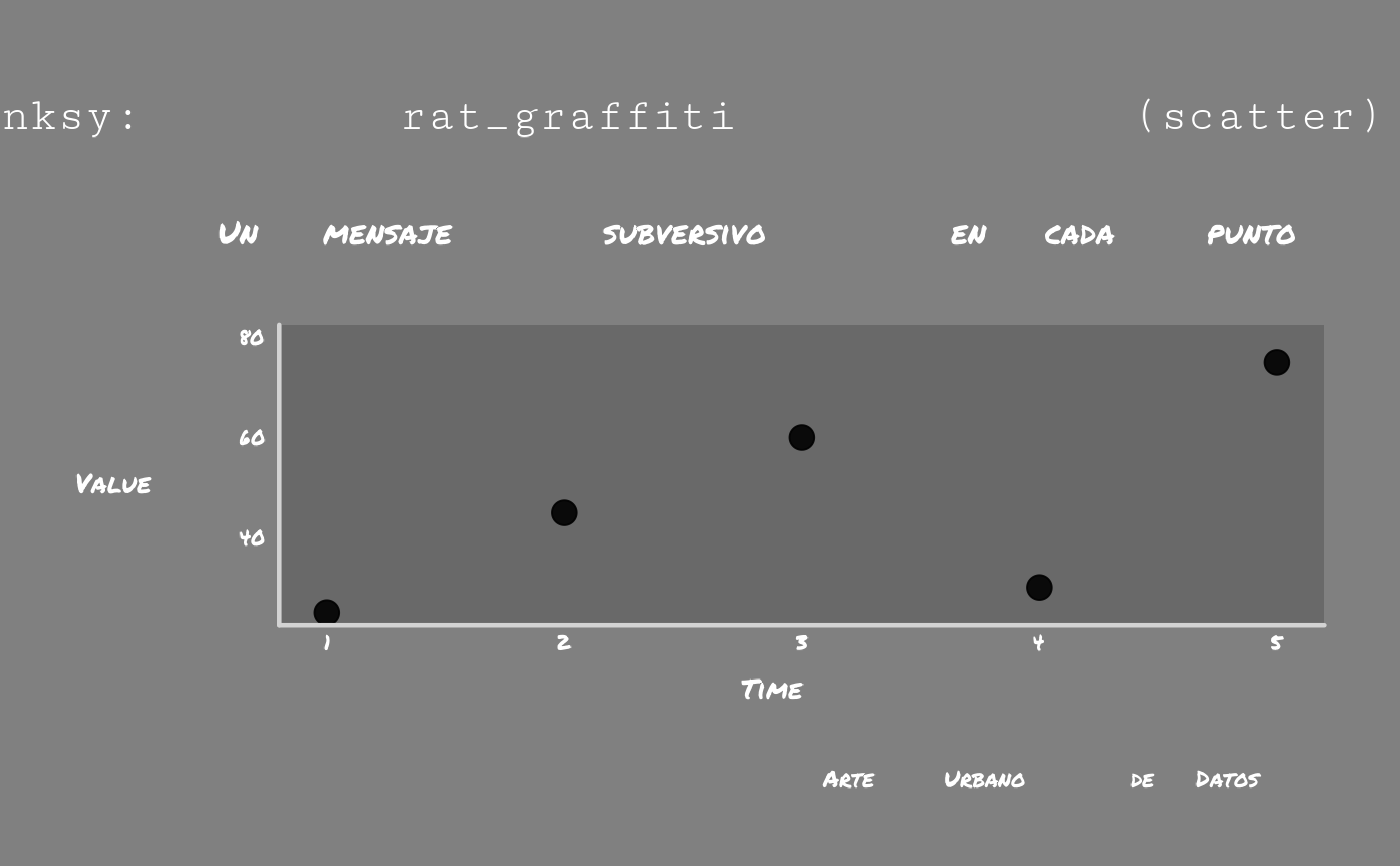 nksy: rat_graffiti (scatter)
Un mensaje subversivo en cada punto
80
60
40
Value
1 2 3 4 5
Time
Arte Urbano de Datos